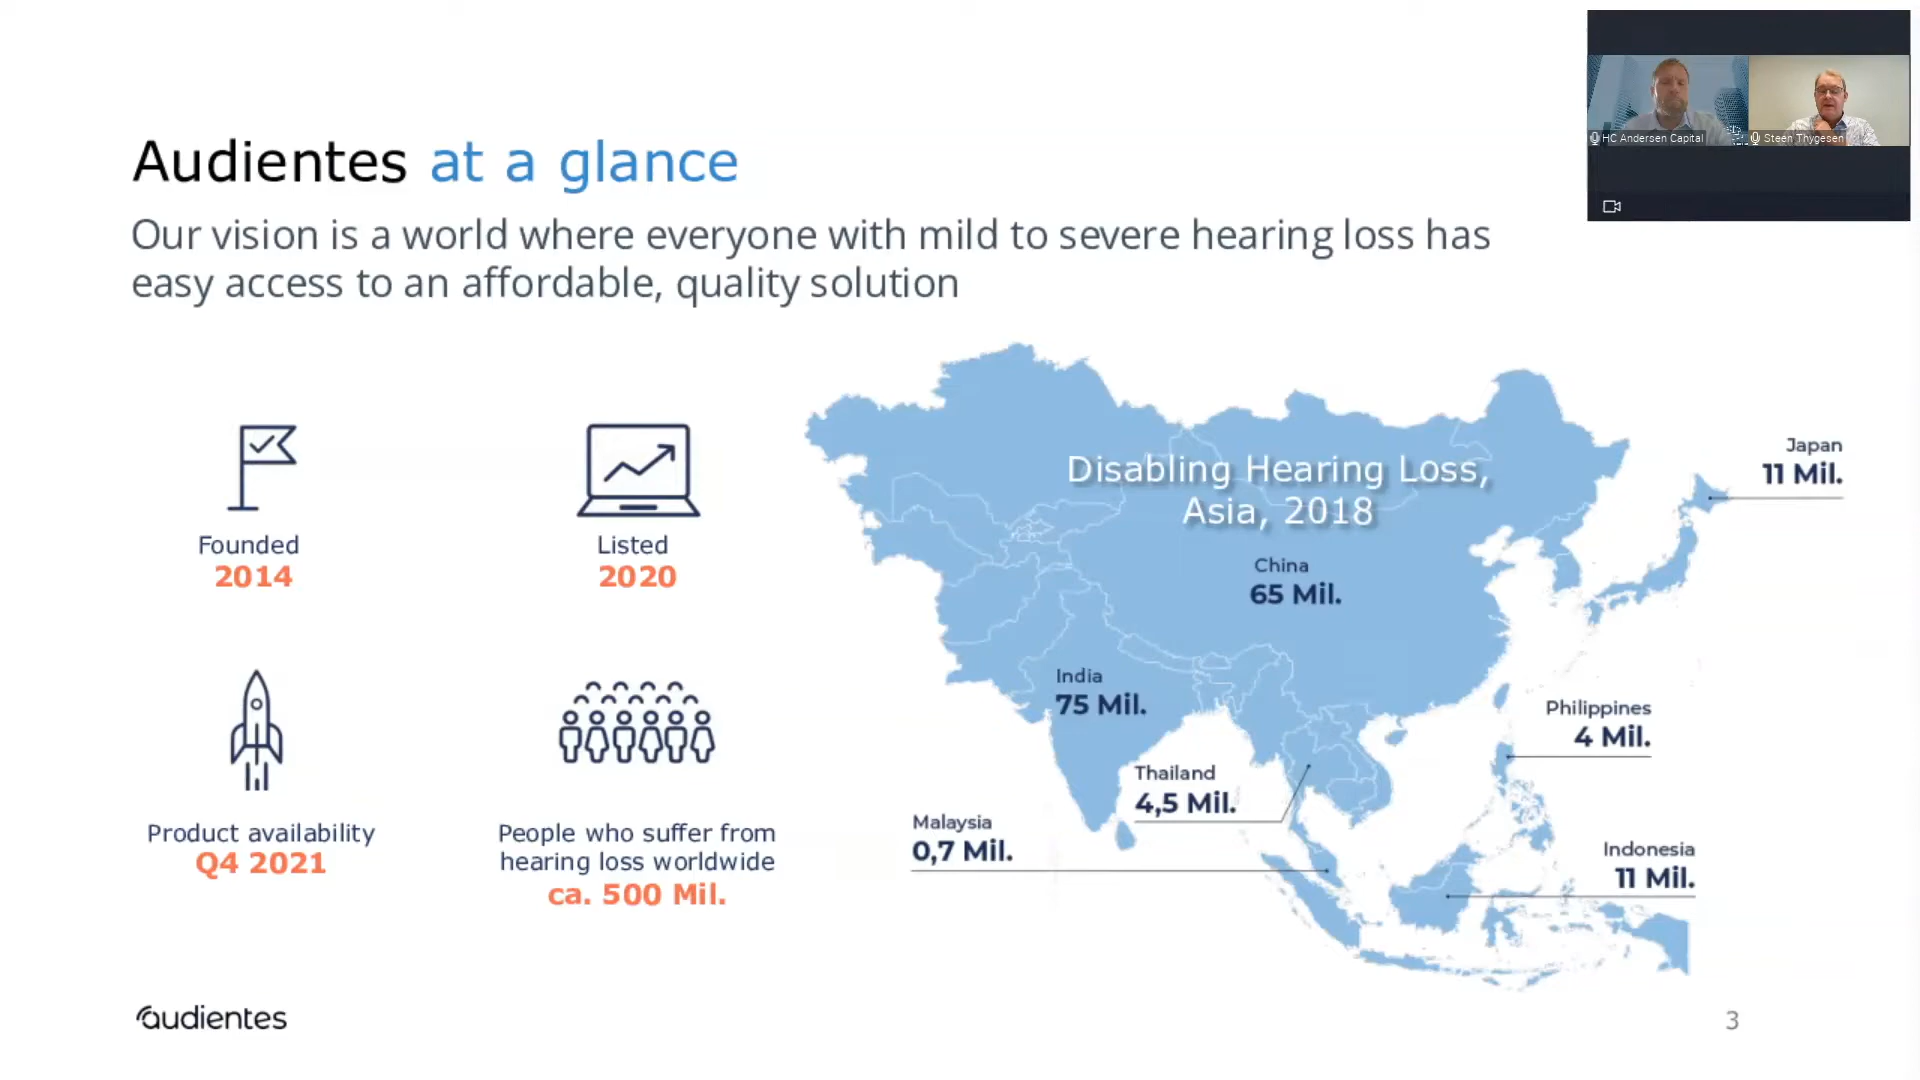 HC Andersen Capital
Steen Thygesen
Audientes at a glance
Our vision is a world where everyone with mild to severe hearing loss has
easy access to an affordable, quality solution
Founded
2014
Listed
2020
Product availability
Q4 2021
People who suffer from
hearing loss worldwide
ca. 500 Mil.
Disabling Hearing Loss,
Asia, 2018
Japan
11 Mil.
China
65 Mil.
India
75 Mil.
Philippines
4 Mil.
Thailand
4,5 Mil.
Malaysia
0,7 Mil.
Indonesia
11 Mil.
audientes
3